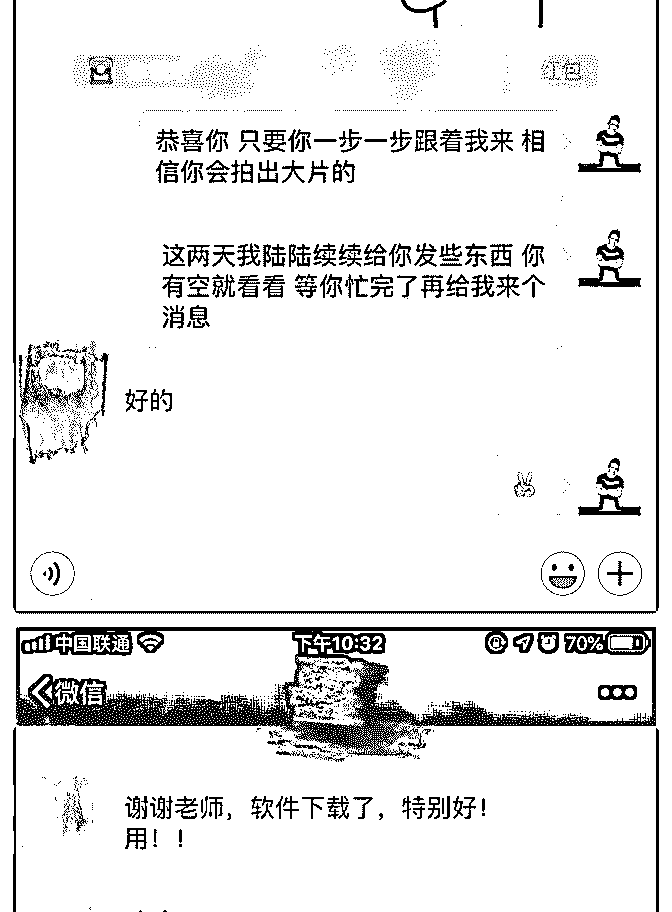 恭喜你 只要你一步一步跟着我来 相
信你会拍出大片的
这两天我陆陆续续给你发些东西 你
有空就看看 等你忙完了再给我来个
消息
好的
中国联通 下午10:32 70%
微信
谢谢老师，软件下载了，特别好！
用！！